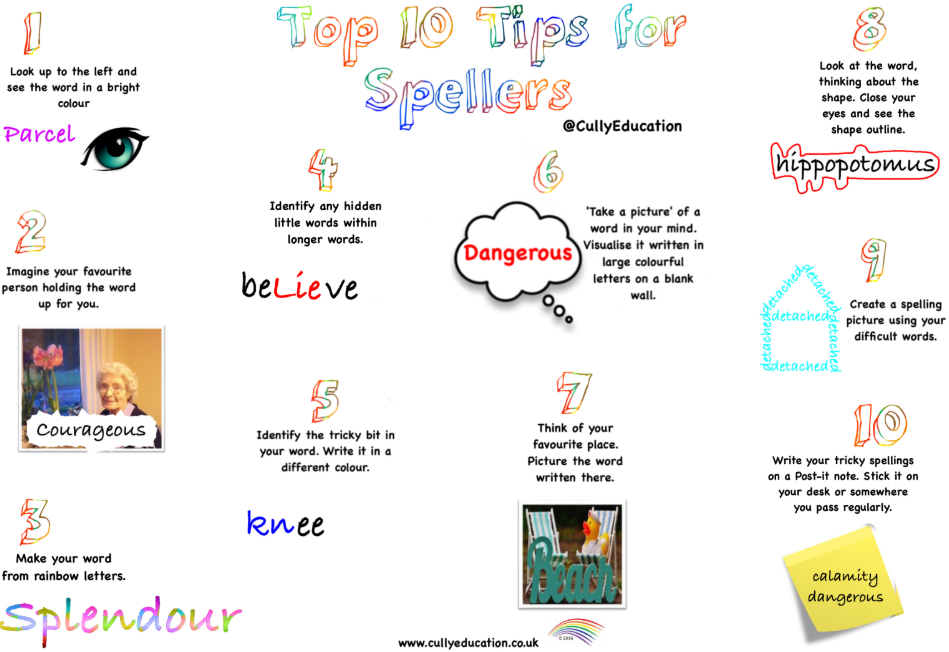 Top 10 Tips for
Spellers
@CullyEducation
1
Look up to the left and
see the word in a bright
colour
Parcel
2
Imagine your favourite
person holding the word
up for you.
Courageous
3
Make your word
from rainbow letters.
Splendour
4
Identify any hidden
little words within
longer words.
beLieve
5
Identify the tricky bit in
your word. Write it in a
different colour.
knee
6
'Take a picture' of a
word in your mind.
Visualise it written in
large colourful
letters on a blank
wall.
Dangerous
7
Think of your
favourite place.
Picture the word
written there.
Beach
8
Look at the word,
thinking about the
shape. Close your
eyes and see the
shape outline.
hippopotomus
9
Create a spelling
picture using your
difficult words.
detached
detached
detached
detached
detached
detached
10
Write your tricky spellings
on a Post-it note. Stick it on
your desk or somewhere
you pass regularly.
calamity
dangerous
www.cullyeducation.co.uk
© 2016